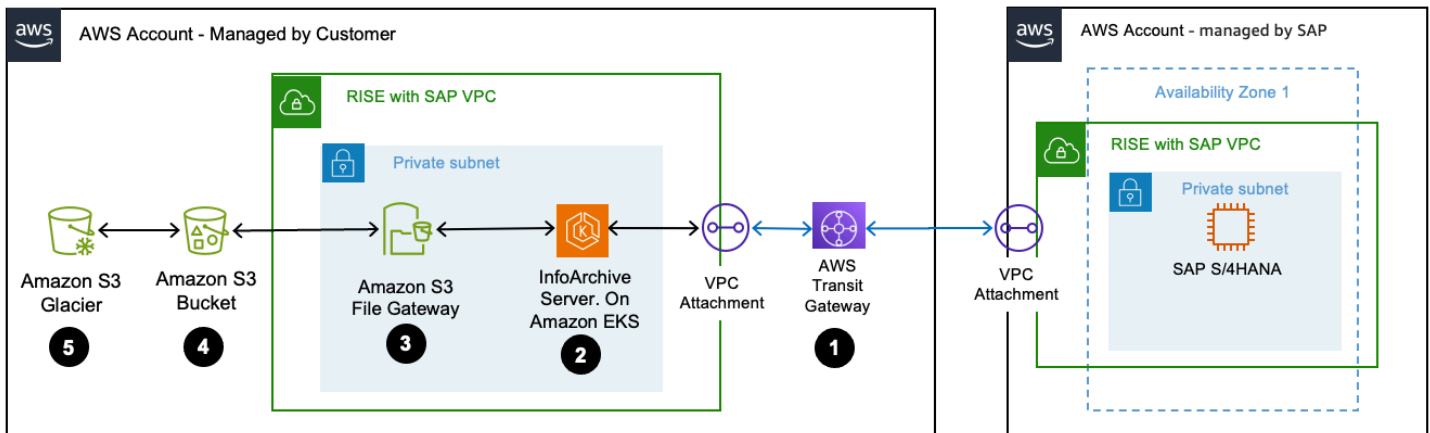 aws
AWS Account - Managed by Customer
RISE with SAP VPC
Private subnet
Amazon S3
Glacier
5
Amazon S3
Bucket
4
Amazon S3
File Gateway
3
K
InfoArchive
Server. On
Amazon EKS
2
VPC
Attachment
AWS
Transit
Gateway
1
aws
AWS Account - managed by SAP
Availability Zone 1
RISE with SAP VPC
Private subnet
SAP S/4HANA
VPC
Attachment